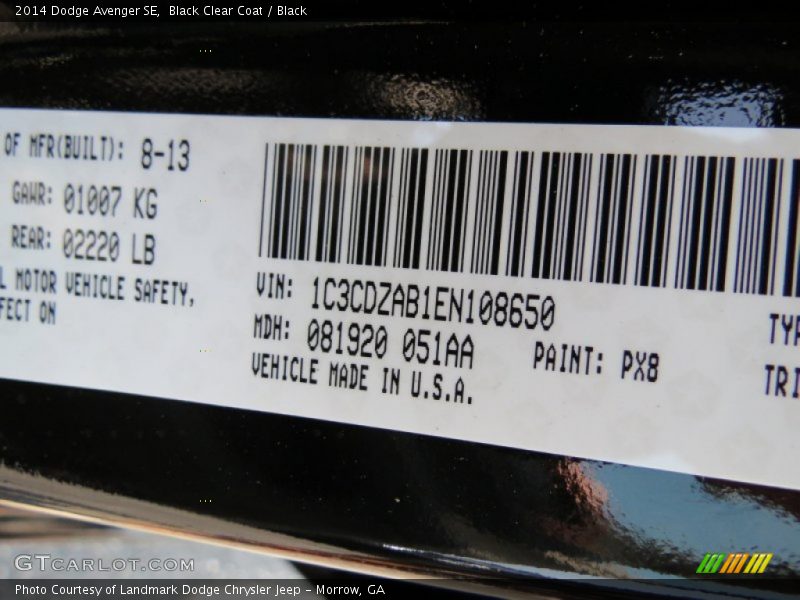 2014 Dodge Avenger SE,  Black Clear Coat / Black
OF MFR(BUILT): 8-13
GAWR: 01007 KG
REAR: 02220 LB
L MOTOR VEHICLE SAFETY,
FECT ON
VIN: 1C3CDZAB1EN108650
MDH: 081920 051AA
PAINT: PX8
VEHICLE MADE IN U.S.A.
TYP
TRI
GTCARLOT.COM
Photo Courtesy of Landmark Dodge Chrysler Jeep - Morrow, GA